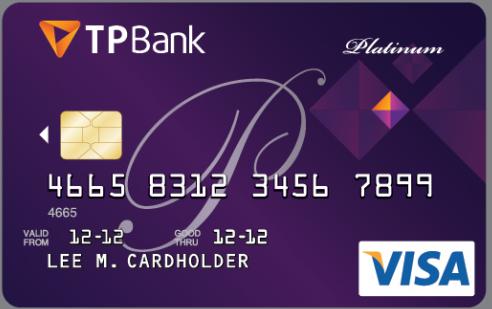 TPBank
Platinum
4665 8312 3456 7899
4665
VALID FROM 12-12 GOOD THRU 12-12
LEE M. CARDHOLDER
VISA